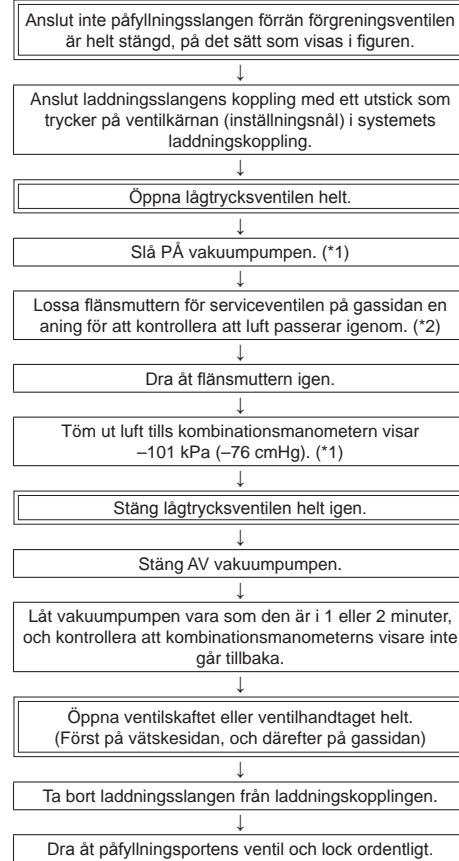 Anslut inte påfyllningsslangen förrän förgreningsventilen
är helt stängd, på det sätt som visas i figuren.
↓
Anslut laddningsslangens koppling med ett utstick som
trycker på ventilkärnan (inställningsnål) i systemets
laddningskoppling.
↓
Öppna lågtrycksventilen helt.
↓
Slå PÅ vakuumpumpen. (*1)
↓
Lossa flänsmuttern för serviceventilen på gassidan en
aning för att kontrollera att luft passerar igenom. (*2)
↓
Dra åt flänsmuttern igen.
↓
Töm ut luft tills kombinationsmanometern visar
–101 kPa (–76 cmHg). (*1)
↓
Stäng lågtrycksventilen helt igen.
↓
Stäng AV vakuumpumpen.
↓
Låt vakuumpumpen vara som den är i 1 eller 2 minuter,
och kontrollera att kombinationsmanometerns visare inte
går tillbaka.
↓
Öppna ventilskaftet eller ventilhandtaget helt.
(Först på vätskesidan, och därefter på gassidan)
↓
Ta bort laddningsslangen från laddningskopplingen.
↓
Dra åt påfyllningsportens ventil och lock ordentligt.